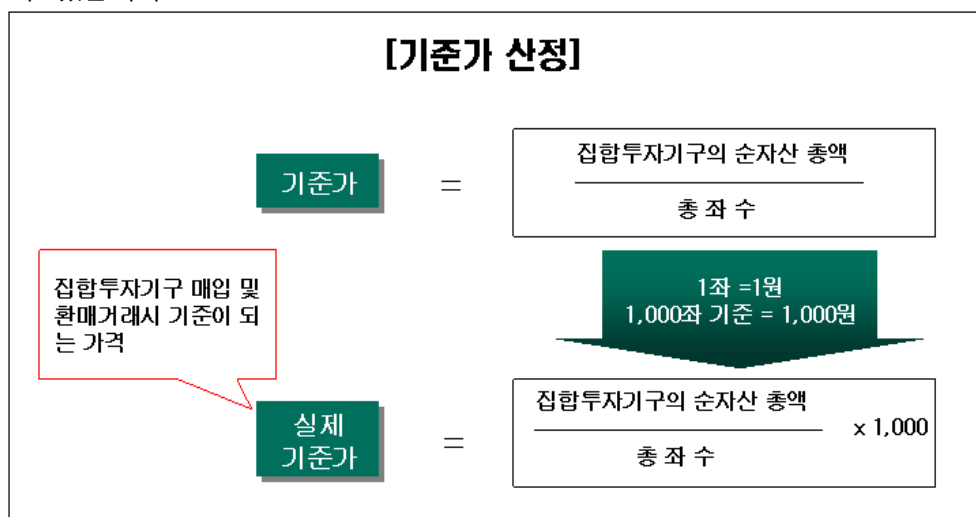 [기준가 산정]
기준가
=
집합투자기구의 순자산 총액
총 좌 수
집합투자기구 매입 및
환매거래시 기준이 되
는 가격
1좌 =1원
1,000좌 기준 = 1,000원
실제
기준가
=
집합투자기구의 순자산 총액
총 좌 수
x 1,000